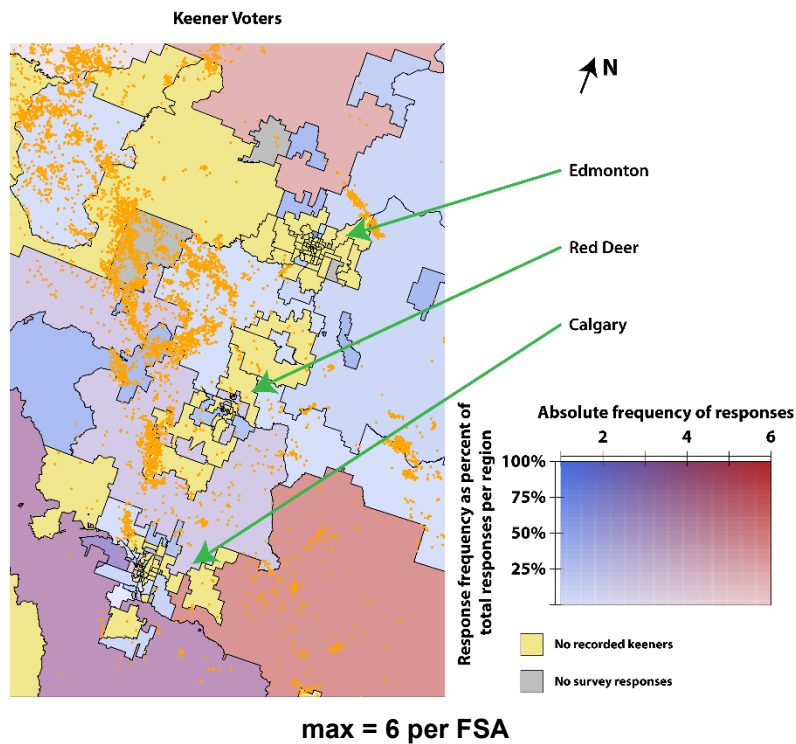 Keener Voters
N
Edmonton
Red Deer
Calgary
Absolute frequency of responses
2 4 6
100%
75%
50%
25%
Response frequency as percent of
total responses per region
No recorded keeners
No survey responses
max = 6 per FSA